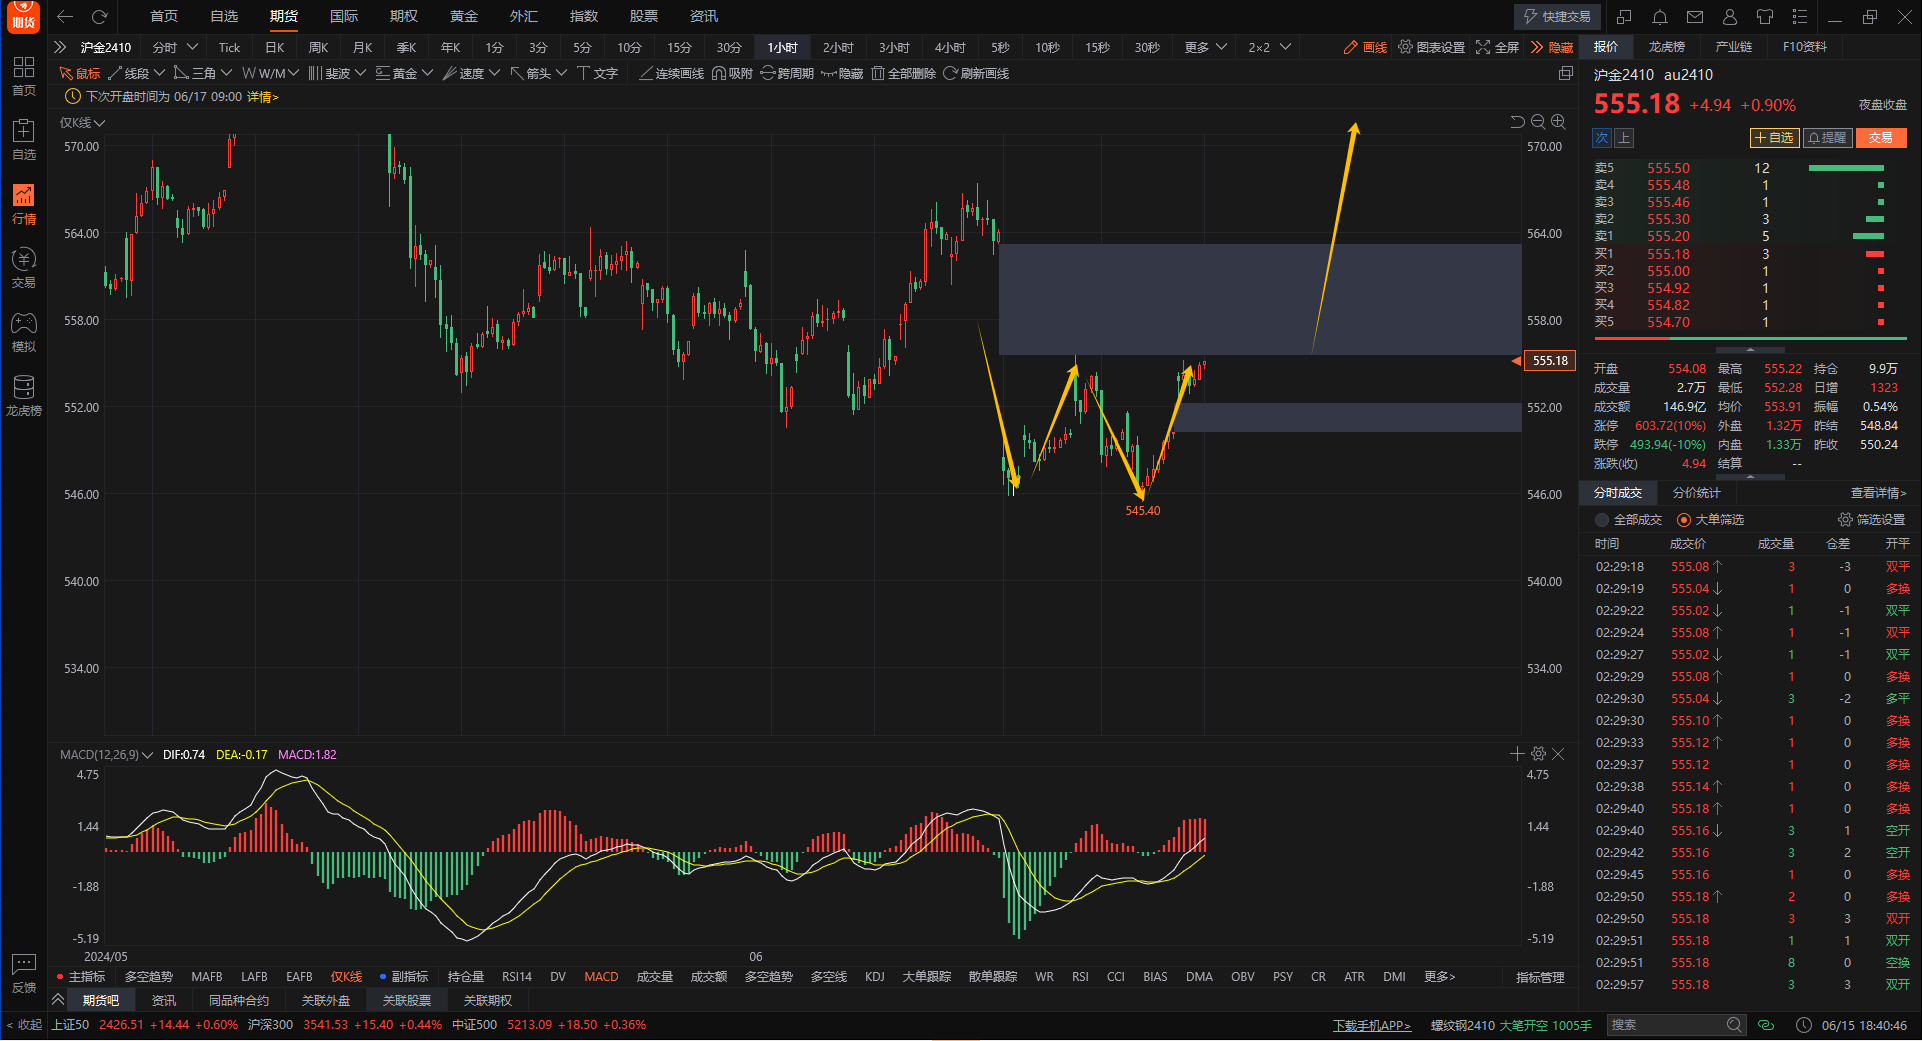 期货
首页 自选 期货 国际 期权 黄金 外汇 指数 股票 资讯 快捷交易
沪金2410 分时 Tick 日K 周K 月K 季K 年K 1分 3分 5分 10分 15分 30分 1小时 2小时 3小时 4小时 5秒 10秒 15秒 30秒 更多 2×2 画线 图表设置 全屏 隐藏
鼠标 线段 三角 W/M 斐波 黄金 速度 箭头 文字 连续画线 吸附 跨周期 隐藏 全部删除 刷新画线
下次开盘时间为 06/17 09:00 详情>
仅K线
首页
自选
行情
交易
模拟
龙虎榜
反馈
< 收起
570.00 570.00
564.00 564.00
558.00 558.00
555.18
552.00 552.00
546.00 546.00
545.40
540.00 540.00
534.00 534.00
MACD(12,26,9) DIF:0.74 DEA:-0.17 MACD:1.82
4.75 4.75
1.44 1.44
-1.88 -1.88
-5.19 -5.19
2024/05 06
主指标 多空趋势 MAFB LAFB EAFB 仅K线 副指标 持仓量 RSI14 DV MACD 成交量 成交额 多空趋势 多空线 KDJ 大单跟踪 散单跟踪 WR RSI CCI BIAS DMA OBV PSY CR ATR DMI 更多> 指标管理
期货吧 资讯 同品种合约 关联外盘 关联股票 关联期权
报价 龙虎榜 产业链 F10资料
沪金2410 au2410
555.18 +4.94 +0.90% 夜盘收盘
次 上 自选 提醒 交易
卖5 555.50 12
卖4 555.48 1
卖3 555.46 1
卖2 555.30 3
卖1 555.20 5
买1 555.18 3
买2 555.00 1
买3 554.92 1
买4 554.82 1
买5 554.70 1
开盘 554.08 最高 555.22 持仓 9.9万
成交量 2.7万 最低 552.28 日增 1323
成交额 146.9亿 均价 553.91 振幅 0.54%
涨停 603.72(10%) 外盘 1.32万 昨结 548.84
跌停 493.94(-10%) 内盘 1.33万 昨收 550.24
涨跌(收) 4.94 结算 --
分时成交 分价统计 查看详情>
全部成交 大单筛选 筛选设置
时间 成交价 成交量 仓差 开平
02:29:18 555.08↑ 3 -3 双平
02:29:19 555.04↓ 1 0 多换
02:29:22 555.02↓ 1 -1 双平
02:29:24 555.08↑ 1 -1 双平
02:29:27 555.02↓ 1 -1 双平
02:29:29 555.08↑ 1 0 多换
02:29:30 555.04↓ 3 -2 多平
02:29:30 555.10↑ 1 0 多换
02:29:33 555.12↑ 1 0 多换
02:29:37 555.12 1 0 多换
02:29:38 555.14↑ 1 0 多换
02:29:40 555.18↑ 1 0 多换
02:29:40 555.16↓ 3 1 空开
02:29:42 555.16 3 2 空开
02:29:45 555.16 1 0 多换
02:29:50 555.18↑ 2 0 多换
02:29:50 555.18 3 3 双开
02:29:51 555.18 1 1 双开
02:29:51 555.18 8 0 空换
02:29:57 555.18 3 3 双开
上证50 2426.51 +14.44 +0.60% 沪深300 3541.53 +15.40 +0.44% 中证500 5213.09 +18.50 +0.36% 下载手机APP>_ 螺纹钢2410 大笔开空 1005手 搜索 06/15 18:40:46